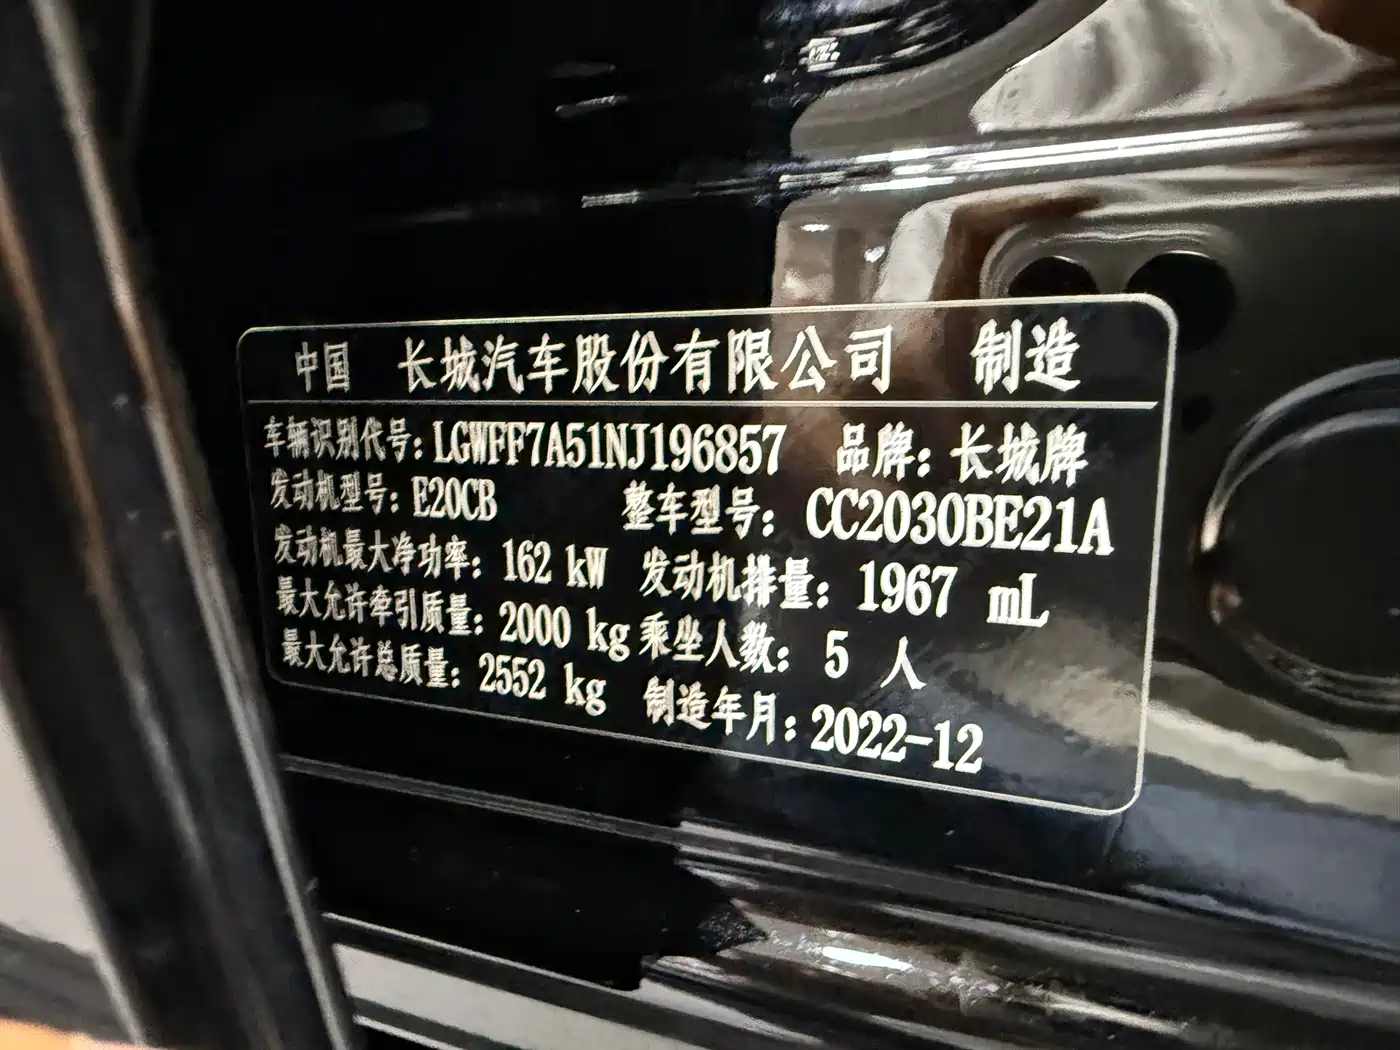 中国 长城汽车股份有限公司 制造
车辆识别代号：LGWFF7A51NJ196857 品牌：长城牌
发动机型号：E20CB 整车型号：CC2030BE21A
发动机最大净功率：162 kW 发动机排量：1967 mL
最大允许牵引质量：2000 kg 乘坐人数：5 人
最大允许总质量：2552 kg 制造年月：2022-12